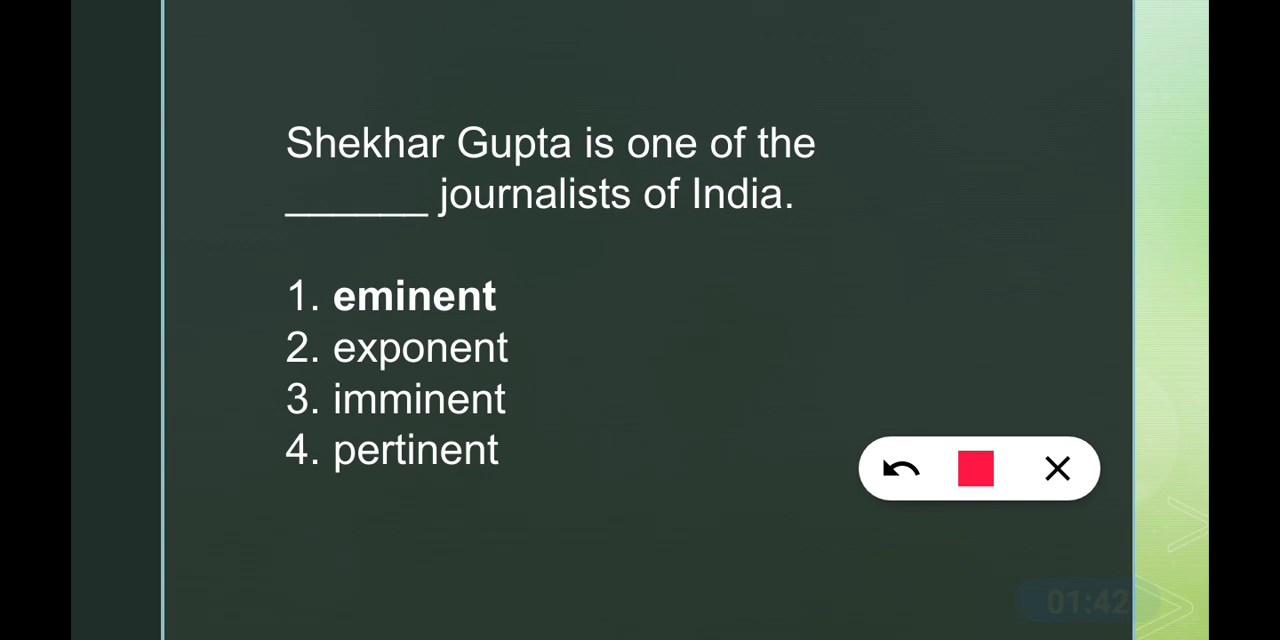 Shekhar Gupta is one of the
______ journalists of India.
1. eminent
2. exponent
3. imminent
4. pertinent
01:42